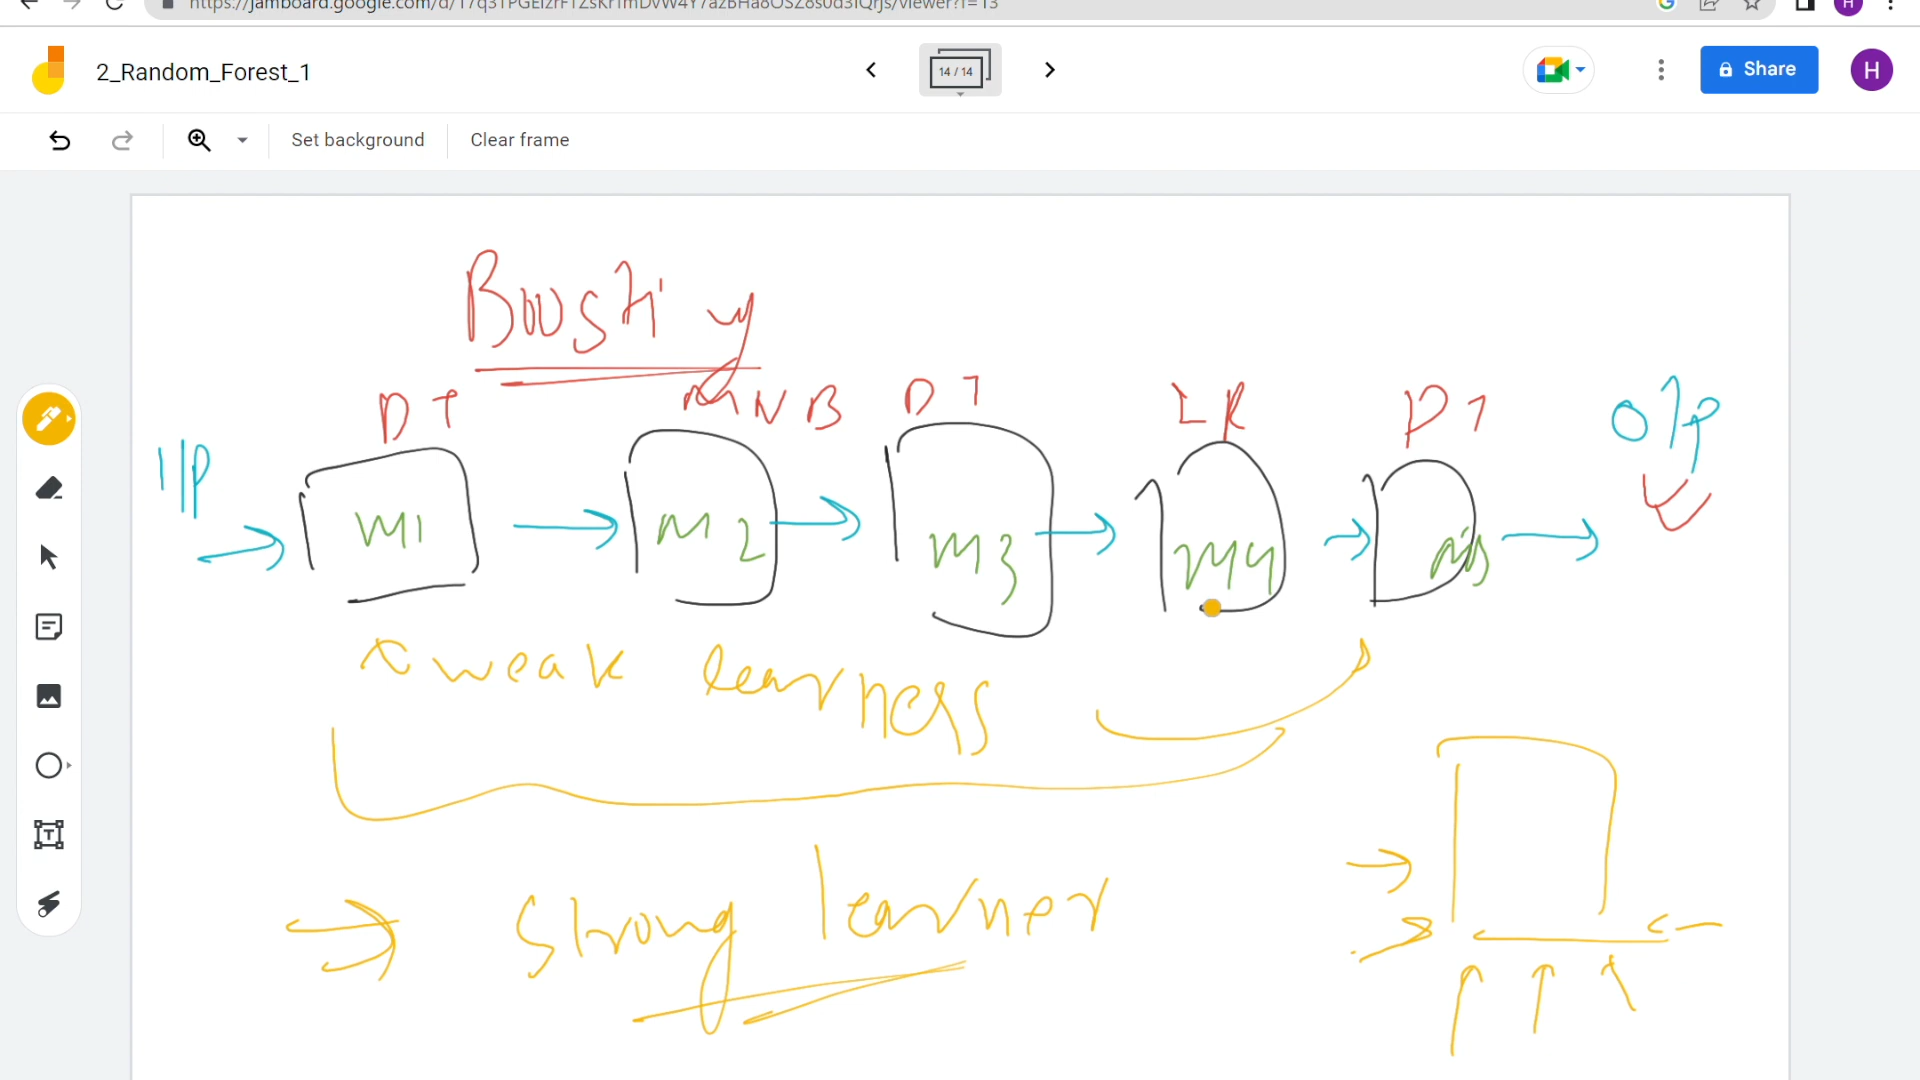 2_Random_Forest_1
14 / 14
Share
H
Set background
Clear frame
Boosting
DT NB DT LR DT O/P
I/P
M1 M2 M3 M4 M5
weak learners
strong learner